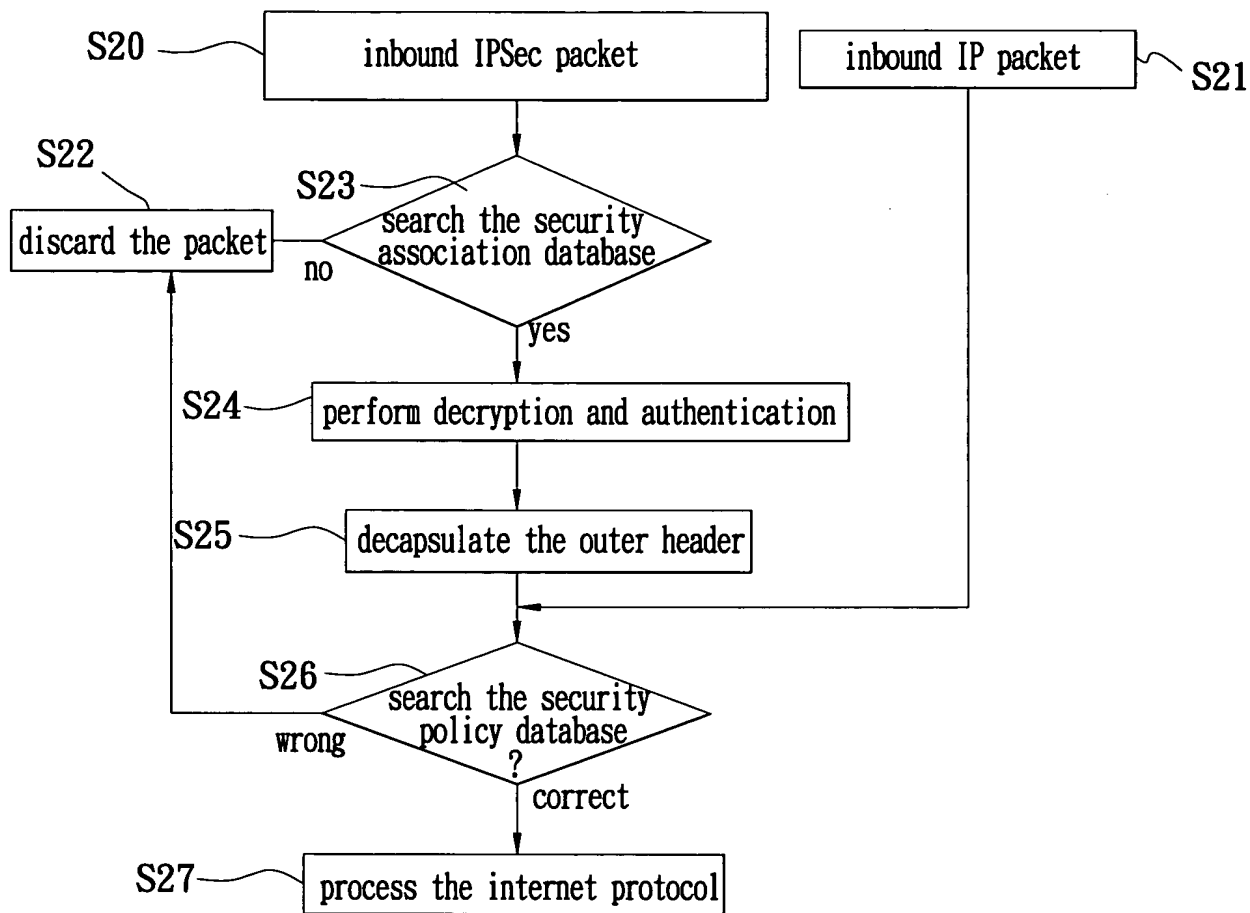 S20
inbound IPSec packet
inbound IP packet
S21
S22
S23
discard the packet
search the security
association database
no
yes
S24
perform decryption and authentication
S25
decapsulate the outer header
S26
search the security
policy database
?
wrong
correct
S27
process the internet protocol